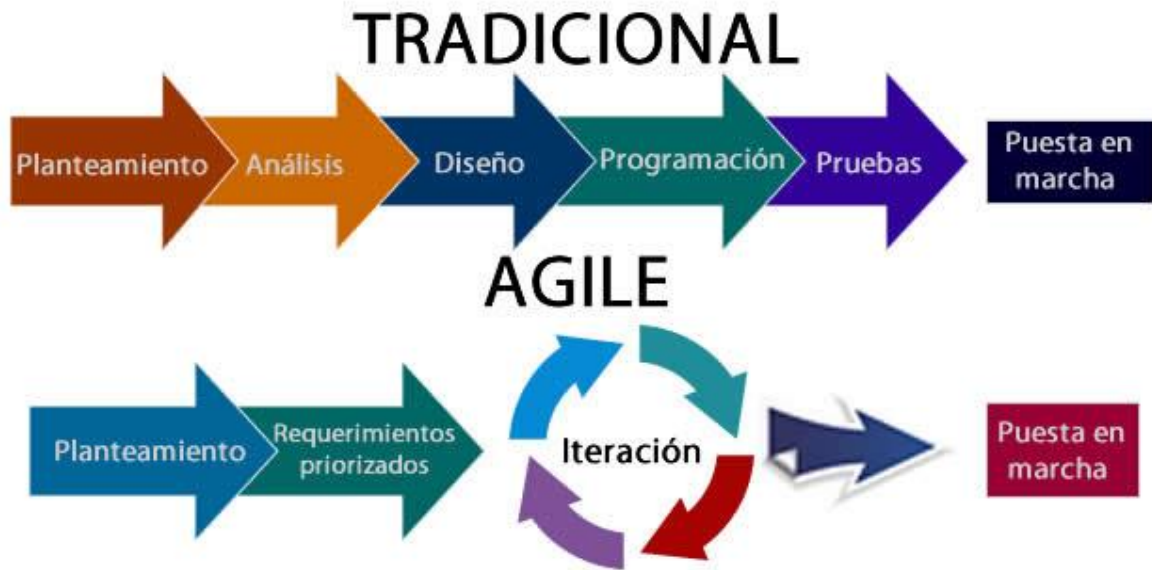 TRADICIONAL
Planteamiento
Análisis
Diseño
Programación
Pruebas
Puesta en
marcha
AGILE
Planteamiento
Requerimientos
priorizados
Iteración
Puesta en
marcha